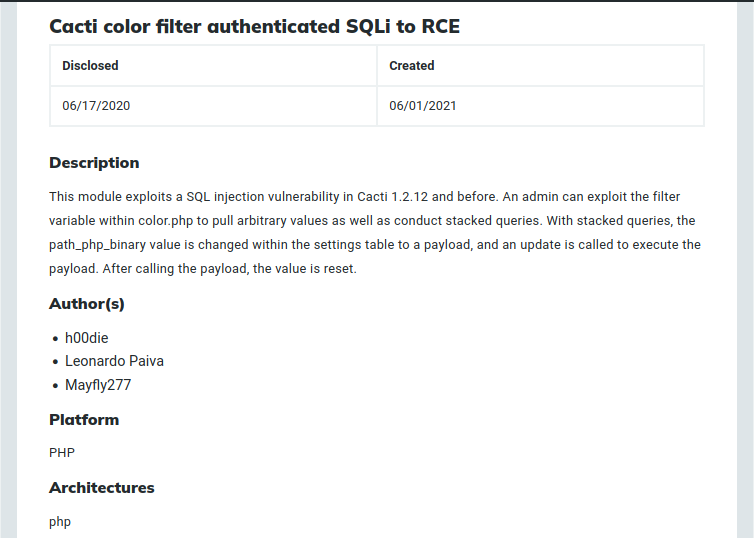 Cacti color filter authenticated SQLi to RCE
Disclosed Created
06/17/2020 06/01/2021
Description
This module exploits a SQL injection vulnerability in Cacti 1.2.12 and before. An admin can exploit the filter
variable within color.php to pull arbitrary values as well as conduct stacked queries. With stacked queries, the
path_php_binary value is changed within the settings table to a payload, and an update is called to execute the
payload. After calling the payload, the value is reset.
Author(s)
• h00die
• Leonardo Paiva
• Mayfly277
Platform
PHP
Architectures
php